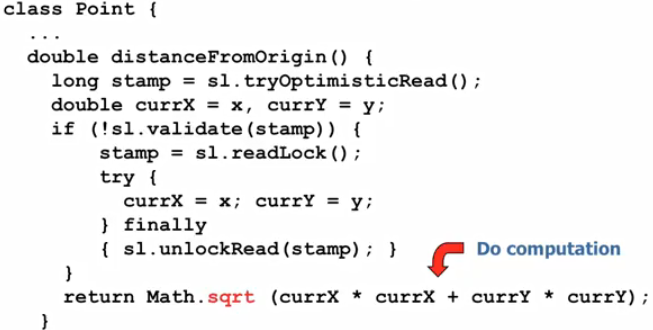 class Point {
...
double distanceFromOrigin() {
long stamp = sl.tryOptimisticRead();
double currX = x, currY = y;
if (!sl.validate(stamp)) {
stamp = sl.readLock();
try {
currX = x; currY = y;
} finally
{ sl.unlockRead(stamp); }
Do computation
}
return Math.sqrt (currX * currX + currY * currY);
}